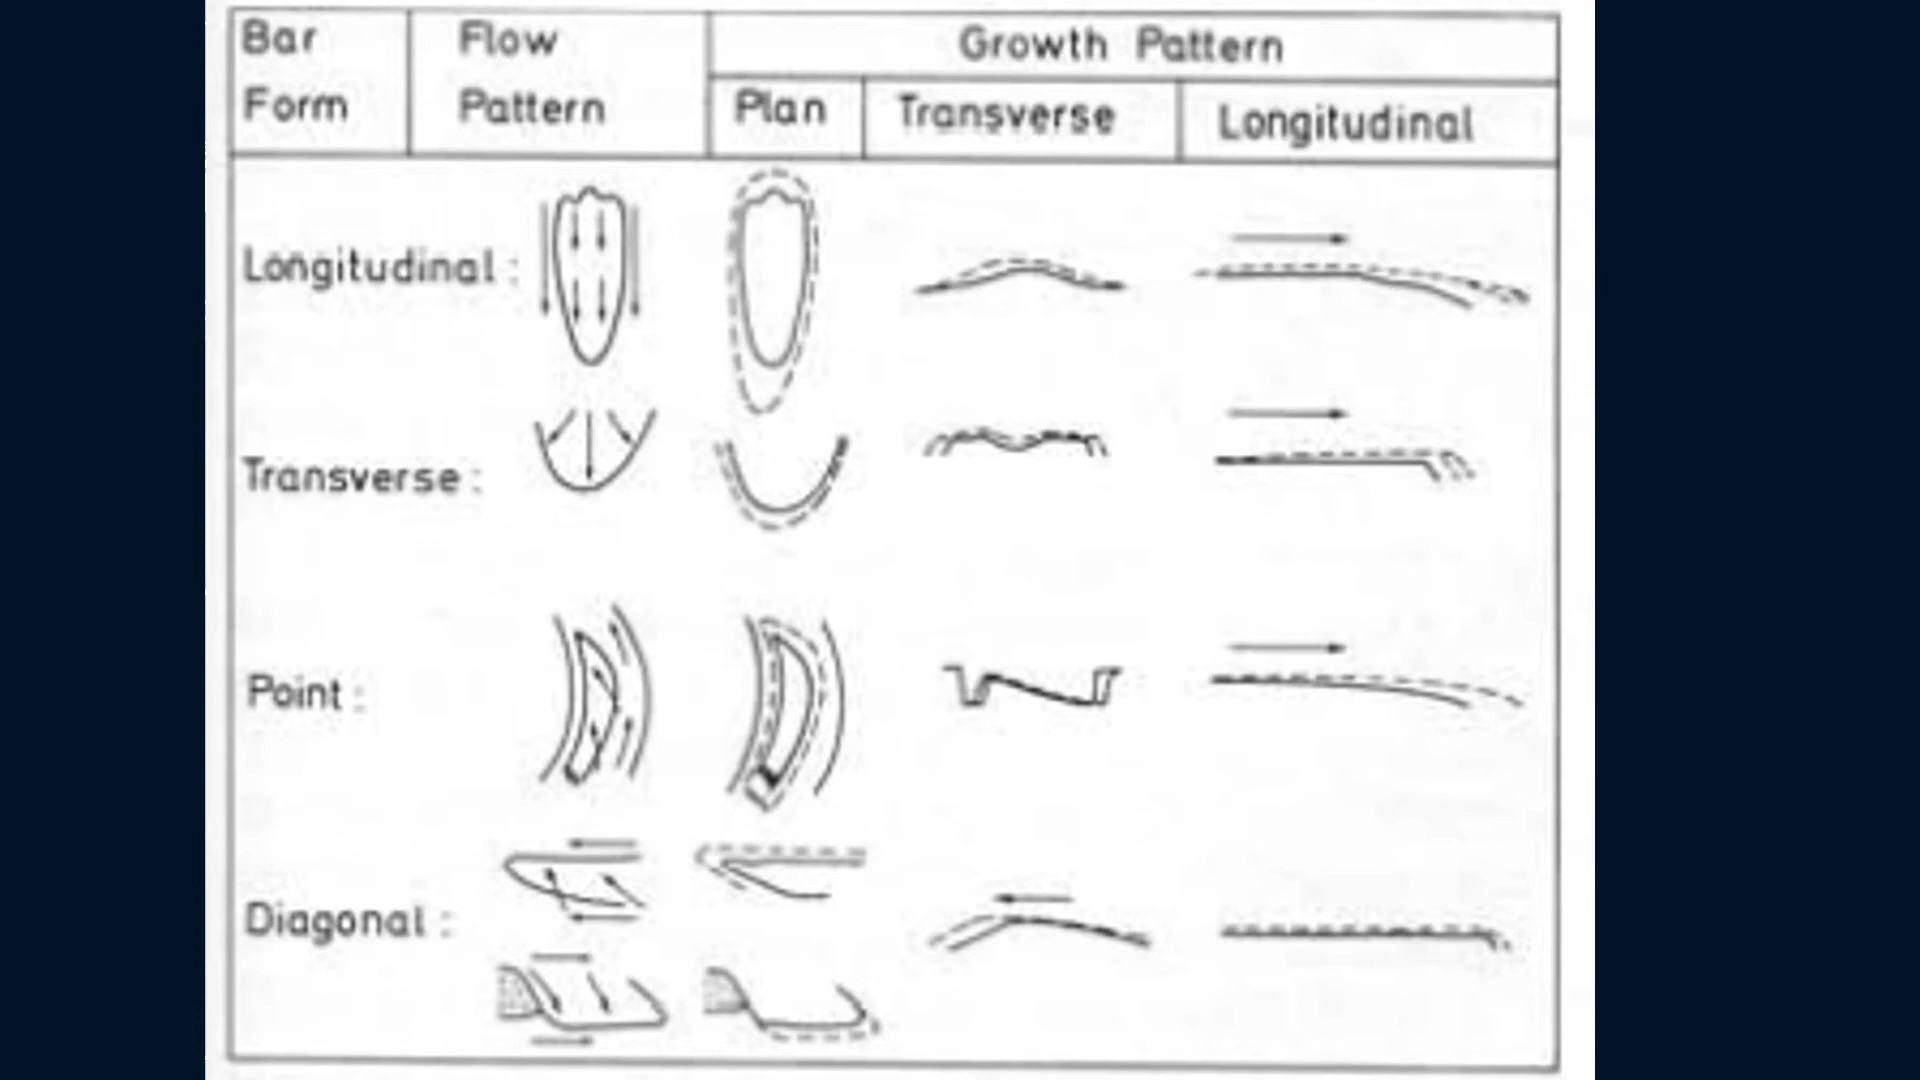 Bar
Form
Flow
Pattern
Growth Pattern
Plan
Transverse
Longitudinal
Longitudinal :
Transverse :
Point :
Diagonal :